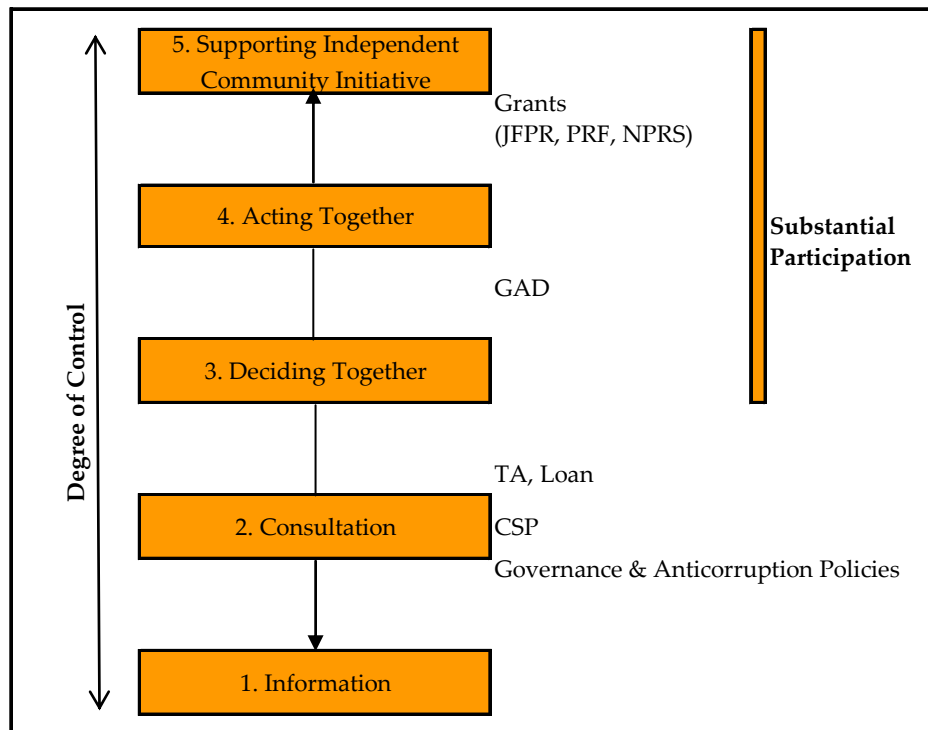 5. Supporting Independent
Community Initiative
Grants
(JFPR, PRF, NPRS)
4. Acting Together
Substantial
Participation
GAD
Degree of Control
3. Deciding Together
TA, Loan
2. Consultation
CSP
Governance & Anticorruption Policies
1. Information